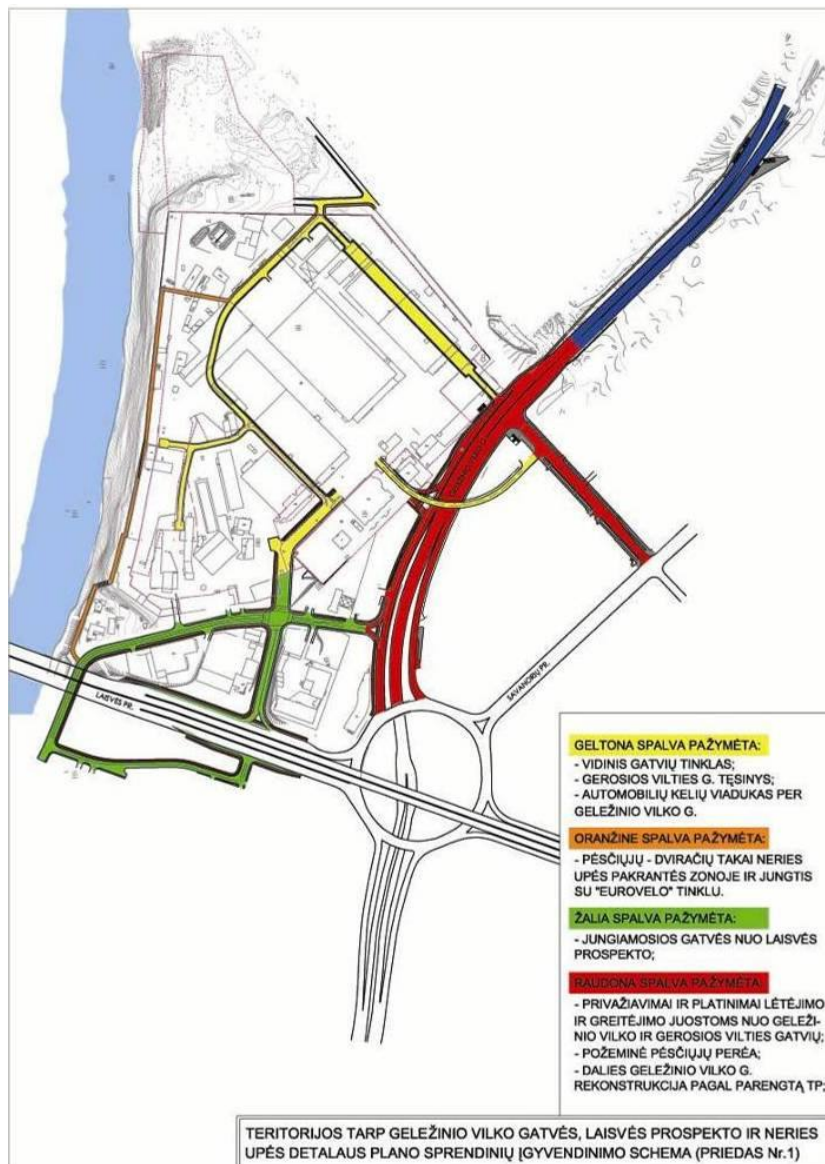 LAISVĖS PR.
SAVANORIŲ PR.
GELTONA SPALVA PAŽYMĖTA:
- VIDINIS GATVIŲ TINKLAS;
- GEROSIOS VILTIES G. TĘSINYS;
- AUTOMOBILIŲ KELIŲ VIADUKAS PER
GELEŽINIO VILKO G.
ORANŽINE SPALVA PAŽYMĖTA:
- PĖSČIŲJŲ - DVIRAČIŲ TAKAI NERIES
UPĖS PAKRANTĖS ZONOJE IR JUNGTIS
SU "EUROVELO" TINKLU.
ŽALIA SPALVA PAŽYMĖTA:
- JUNGIAMOSIOS GATVĖS NUO LAISVĖS
PROSPEKTO;
RAUDONA SPALVA PAŽYMĖTA:
- PRIVAŽIAVIMAI IR PLATINIMAI LĖTĖJIMO
IR GREITĖJIMO JUOSTOMS NUO GELEŽI-
NIO VILKO IR GEROSIOS VILTIES GATVIŲ;
- POŽEMINĖ PĖSČIŲJŲ PERĖA;
- DALIES GELEŽINIO VILKO G.
REKONSTRUKCIJA PAGAL PARENGTĄ TP;
TERITORIJOS TARP GELEŽINIO VILKO GATVĖS, LAISVĖS PROSPEKTO IR NERIES
UPĖS DETALAUS PLANO SPRENDINIŲ ĮGYVENDINIMO SCHEMA (PRIEDAS Nr.1)